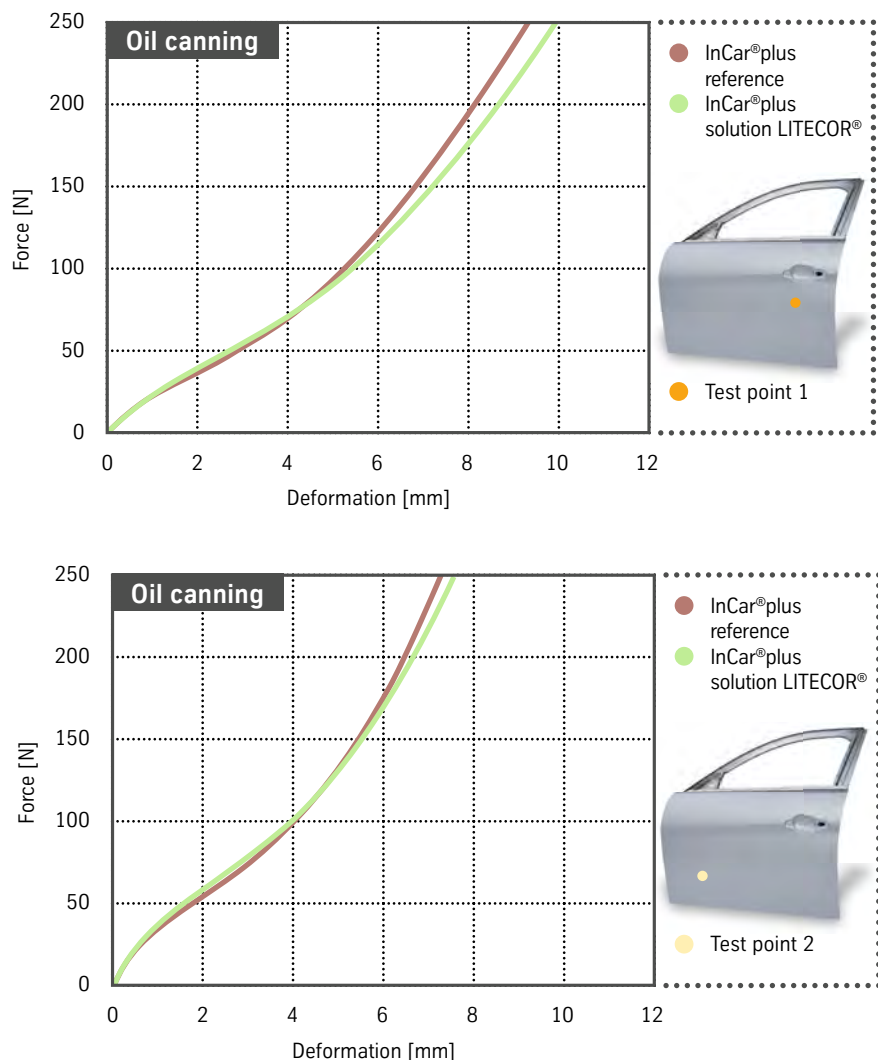 Oil canning
250
200
150
100
50
0
Force [N]
0 2 4 6 8 10 12
Deformation [mm]
InCar®plus
reference
InCar®plus
solution LITECOR®
Test point 1
Oil canning
250
200
150
100
50
0
Force [N]
0 2 4 6 8 10 12
Deformation [mm]
InCar®plus
reference
InCar®plus
solution LITECOR®
Test point 2